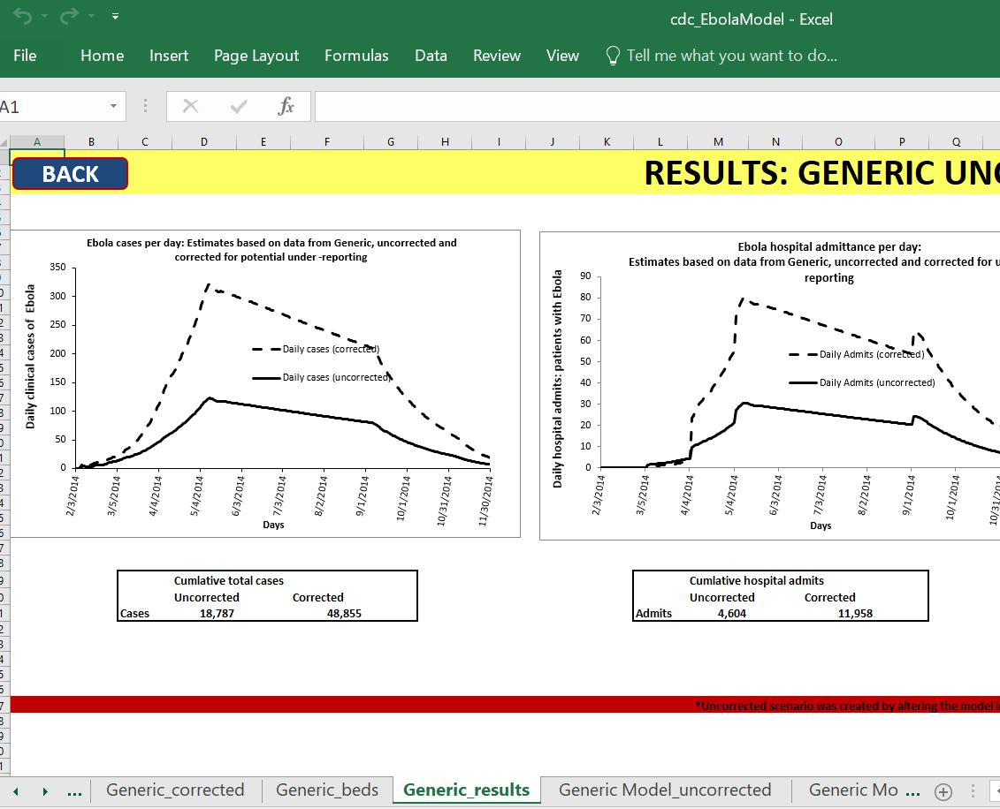 cdc_EbolaModel - Excel
File Home Insert Page Layout Formulas Data Review View Tell me what you want to do...
A1 fx
A B C D E F G H I J K L M N O P Q
BACK
RESULTS: GENERIC
Ebola cases per day: Estimates based on data from Generic, uncorrected and
corrected for potential under -reporting
Daily clinical cases of Ebola
350
300
250
200
150
100
50
0
Daily cases (corrected)
Daily cases (uncorrected)
2/3/2014 3/5/2014 4/4/2014 5/4/2014 6/3/2014 7/3/2014 8/2/2014 9/1/2014 10/1/2014 10/31/2014 11/30/2014
Days
Ebola hospital admittance per day:
Estimates based on data from Generic, uncorrected and corrected for
reporting
Daily hospital admits: patients with Ebola
90
80
70
60
50
40
30
20
10
0
Daily Admits (corrected)
Daily Admits (uncorrected)
2/3/2014 3/5/2014 4/4/2014 5/4/2014 6/3/2014 7/3/2014 8/2/2014 9/1/2014 10/1/2014
Days
Cumlative total cases
Uncorrected Corrected
Cases 18,787 48,855
Cumlative hospital admits
Uncorrected Corrected
Admits 4,604 11,958
*Uncorrected scenario was created by altering the model
... Generic_corrected Generic_beds Generic_results Generic Model_uncorrected Generic Mo ...